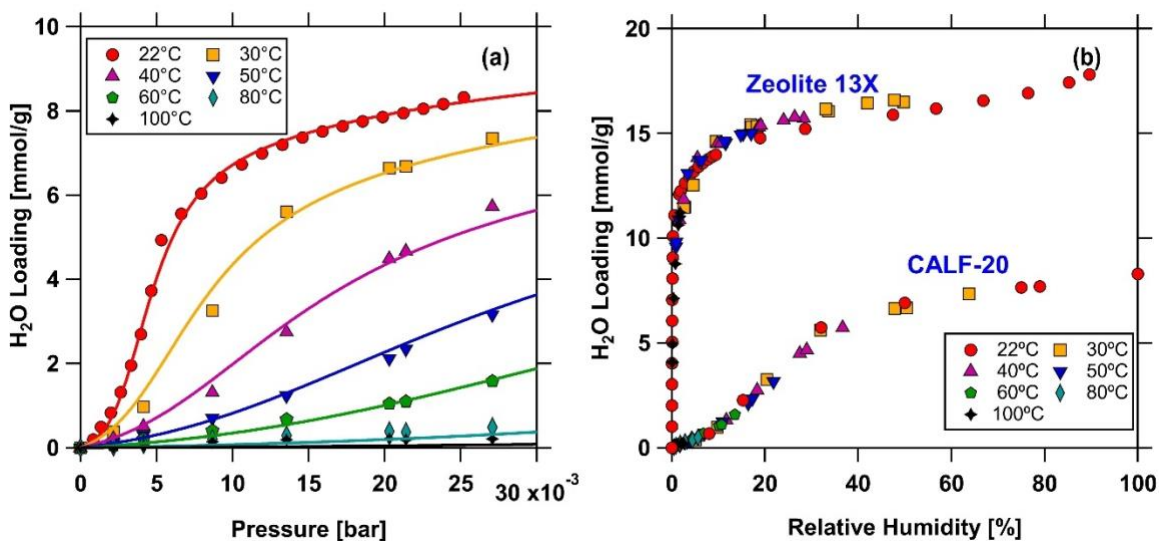 10
8
6
4
2
0
H₂O Loading [mmol/g]
22°C 30°C
40°C 50°C
60°C 80°C
100°C
(a)
0 5 10 15 20 25 30 x10⁻³
Pressure [bar]
20
15
10
5
0
H₂O Loading [mmol/g]
(b)
Zeolite 13X
CALF-20
22ºC 30ºC
40ºC 50ºC
60ºC 80ºC
100ºC
0 20 40 60 80 100
Relative Humidity [%]